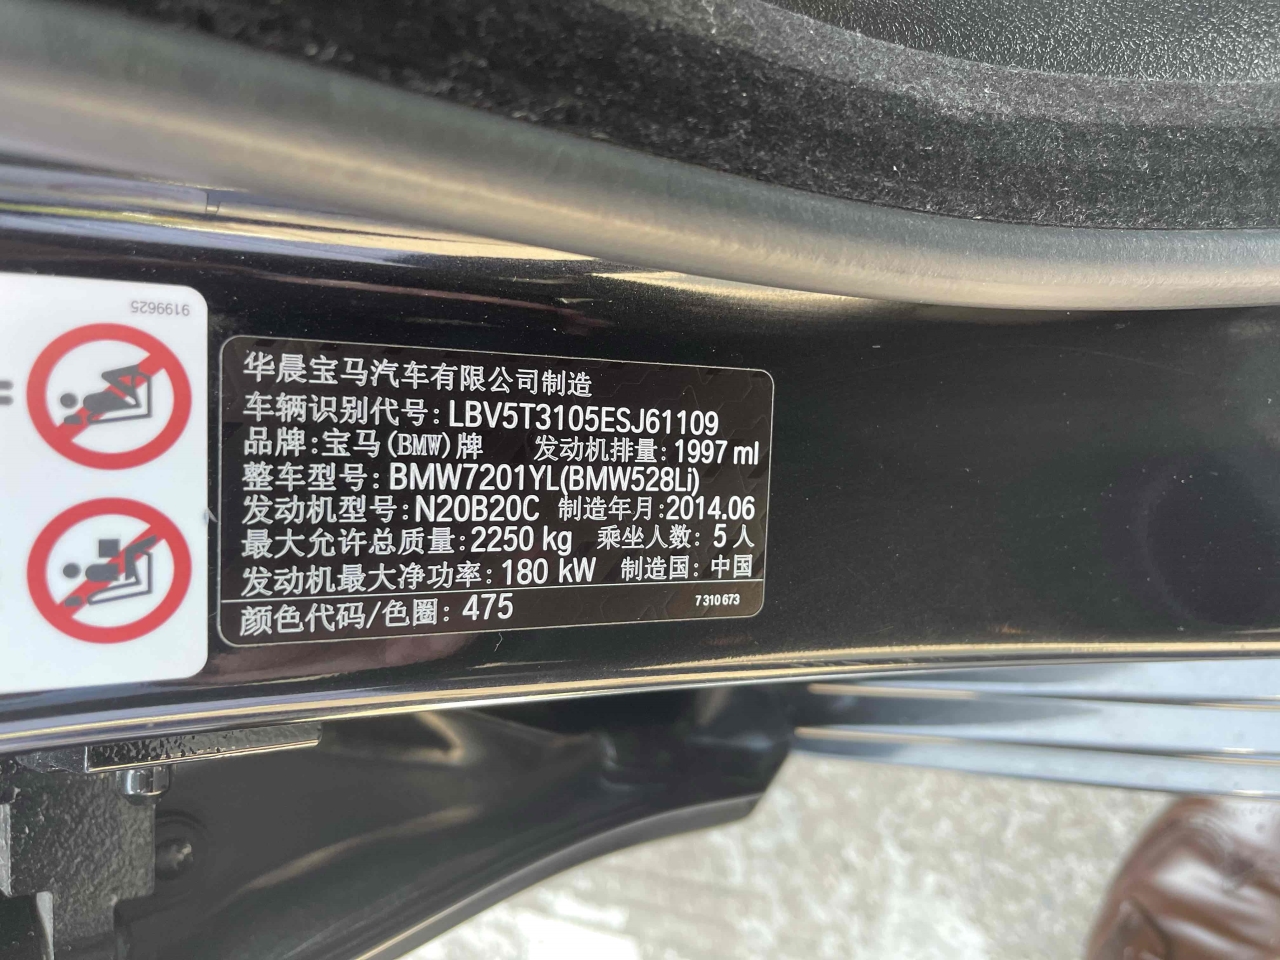 9199625
华晨宝马汽车有限公司制造
车辆识别代号: LBV5T3105ESJ61109
品牌: 宝马(BMW)牌 发动机排量: 1997 ml
整车型号: BMW7201YL(BMW528Li)
发动机型号: N20B20C 制造年月: 2014.06
最大允许总质量: 2250 kg 乘坐人数: 5 人
发动机最大净功率: 180 kW 制造国: 中国
颜色代码/色圈: 475 7 310 673